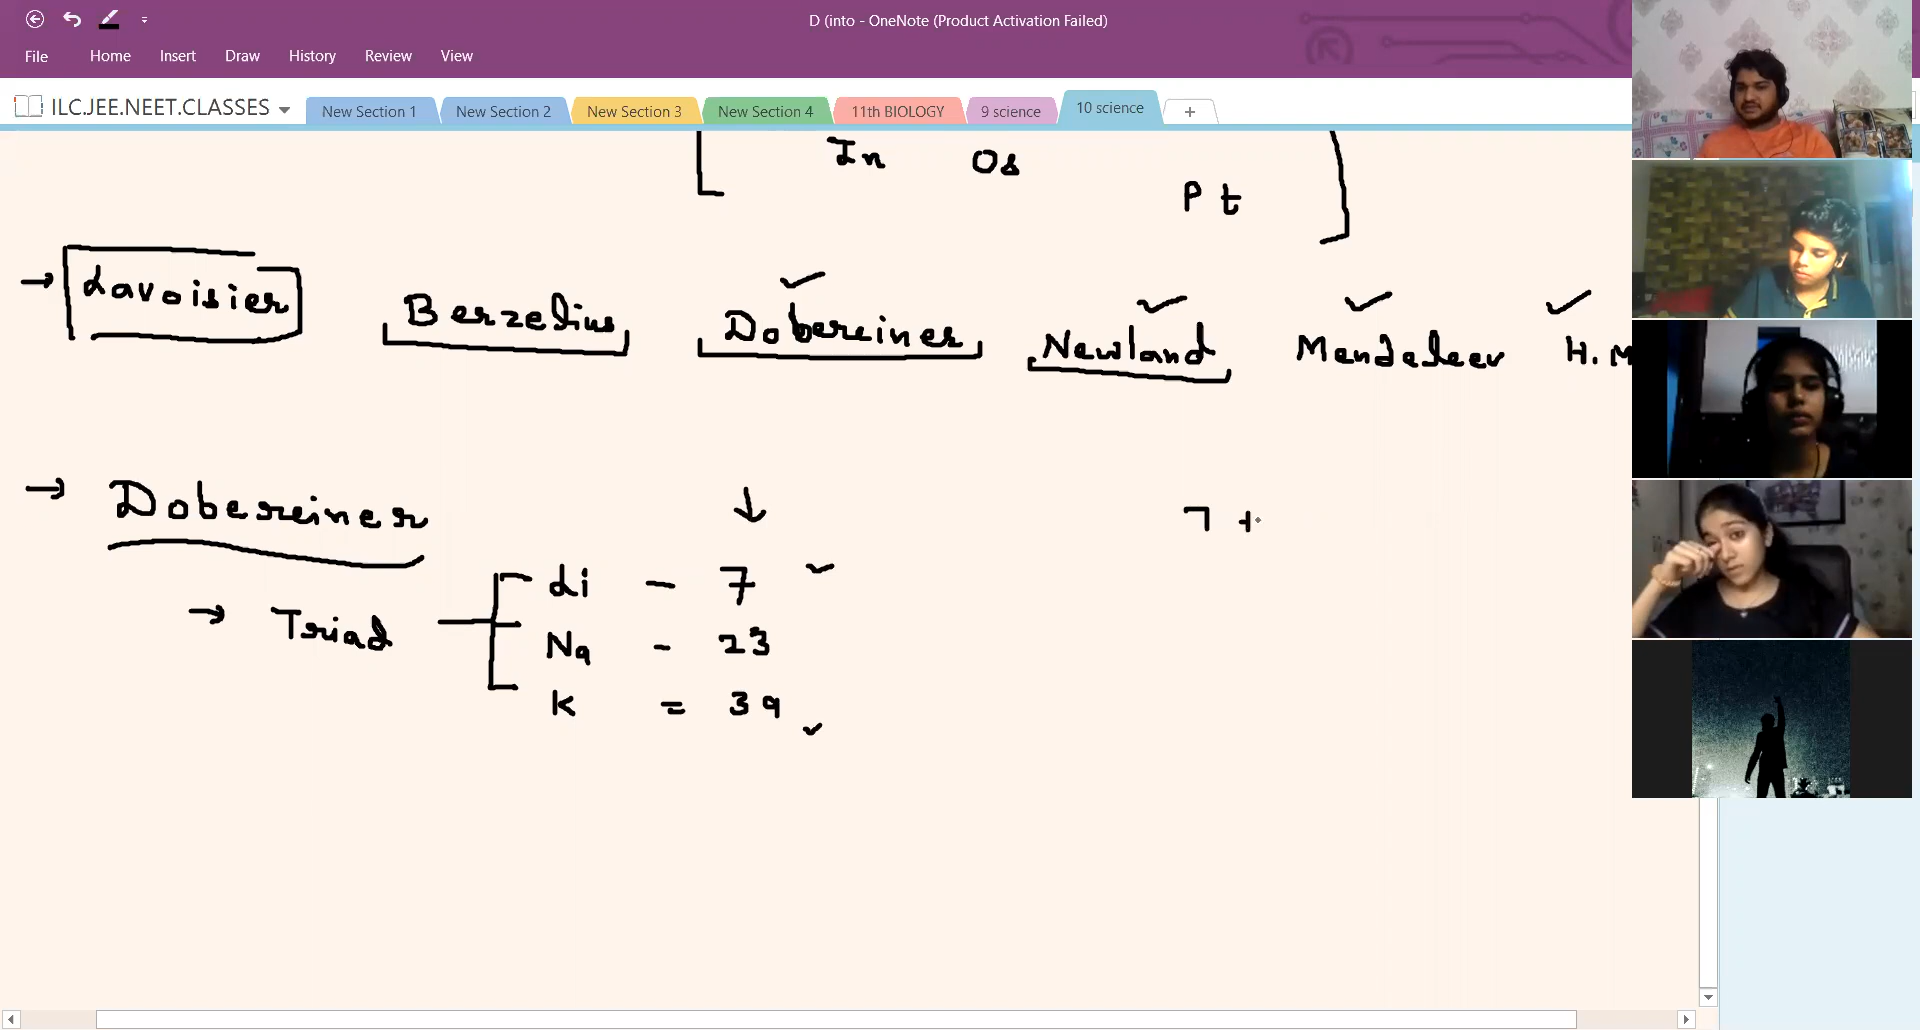 D (into - OneNote (Product Activation Failed)
File Home Insert Draw History Review View
ILC.JEE.NEET.CLASSES New Section 1 New Section 2 New Section 3 New Section 4 11th BIOLOGY 9 science 10 science +
In Os
Pt
→ Lavoisier Berzelius Dobereiner Newland Mendeleev H.M
→ Dobereiner
7 +
Li - 7
→ Triad
Na - 23
K = 39